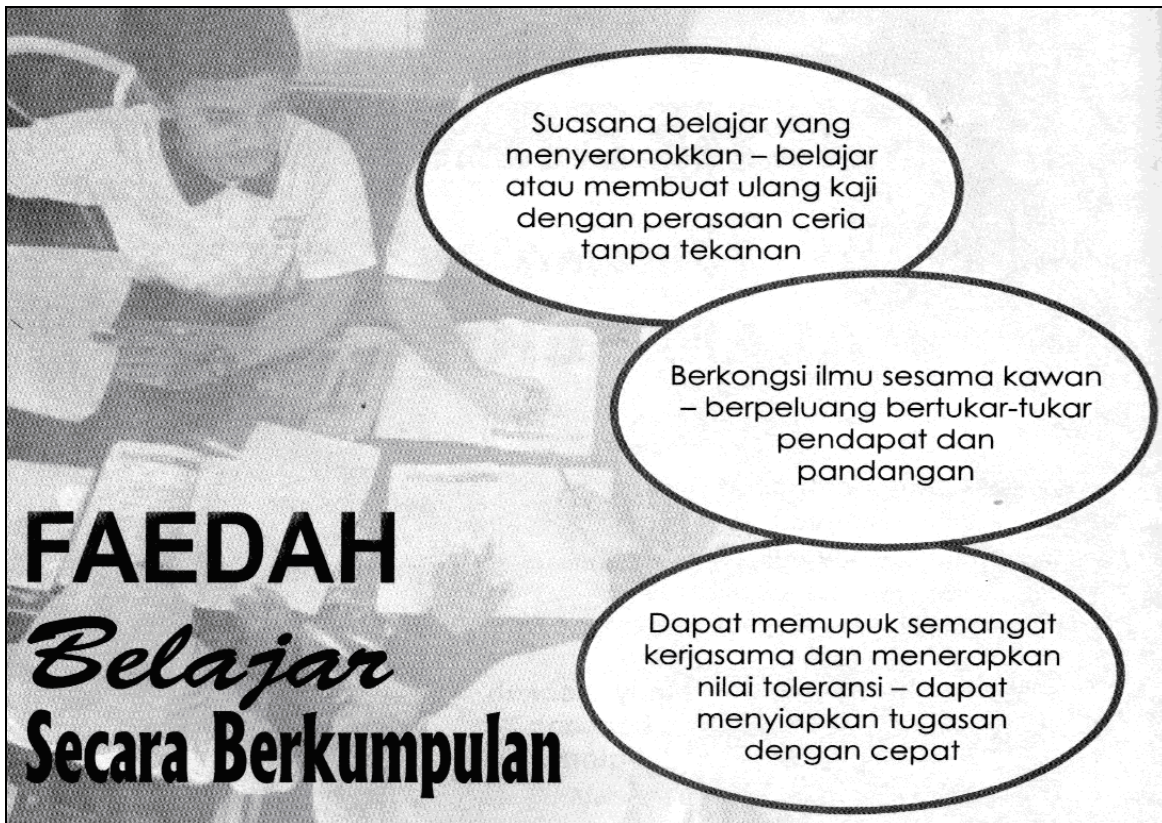 Suasana belajar yang
menyeronokkan – belajar
atau membuat ulang kaji
dengan perasaan ceria
tanpa tekanan
Berkongsi ilmu sesama kawan
– berpeluang bertukar-tukar
pendapat dan
pandangan
Dapat memupuk semangat
kerjasama dan menerapkan
nilai toleransi – dapat
menyiapkan tugasan
dengan cepat
FAEDAH
Belajar
Secara Berkumpulan